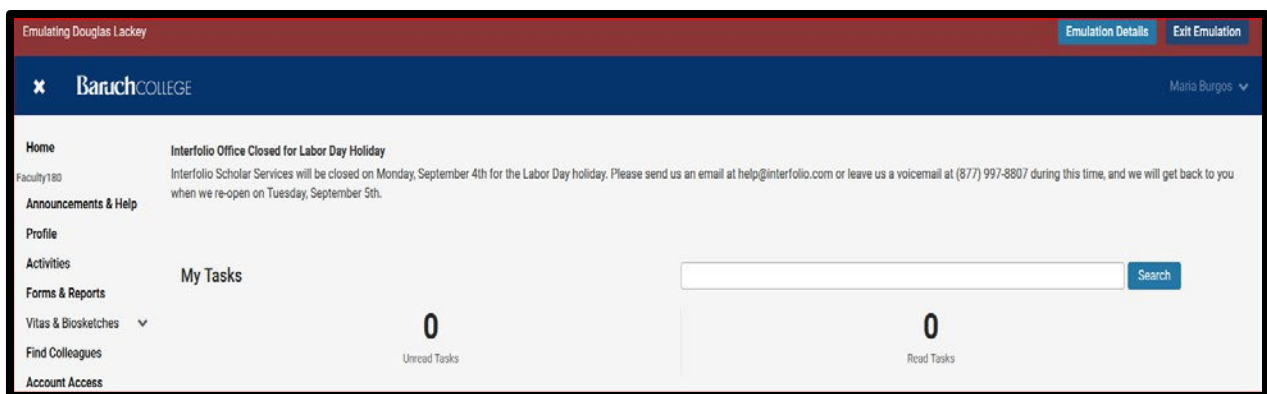 Emulating Douglas Lackey
Emulation Details
Exit Emulation
BaruchCOLLEGE
Maria Burgos
Home
Faculty180
Announcements & Help
Profile
Activities
Forms & Reports
Vitas & Biosketches
Find Colleagues
Account Access
Interfolio Office Closed for Labor Day Holiday
Interfolio Scholar Services will be closed on Monday, September 4th for the Labor Day holiday. Please send us an email at help@interfolio.com or leave us a voicemail at (877) 997-8807 during this time, and we will get back to you
when we re-open on Tuesday, September 5th.
My Tasks
Search
0
Unread Tasks
0
Read Tasks